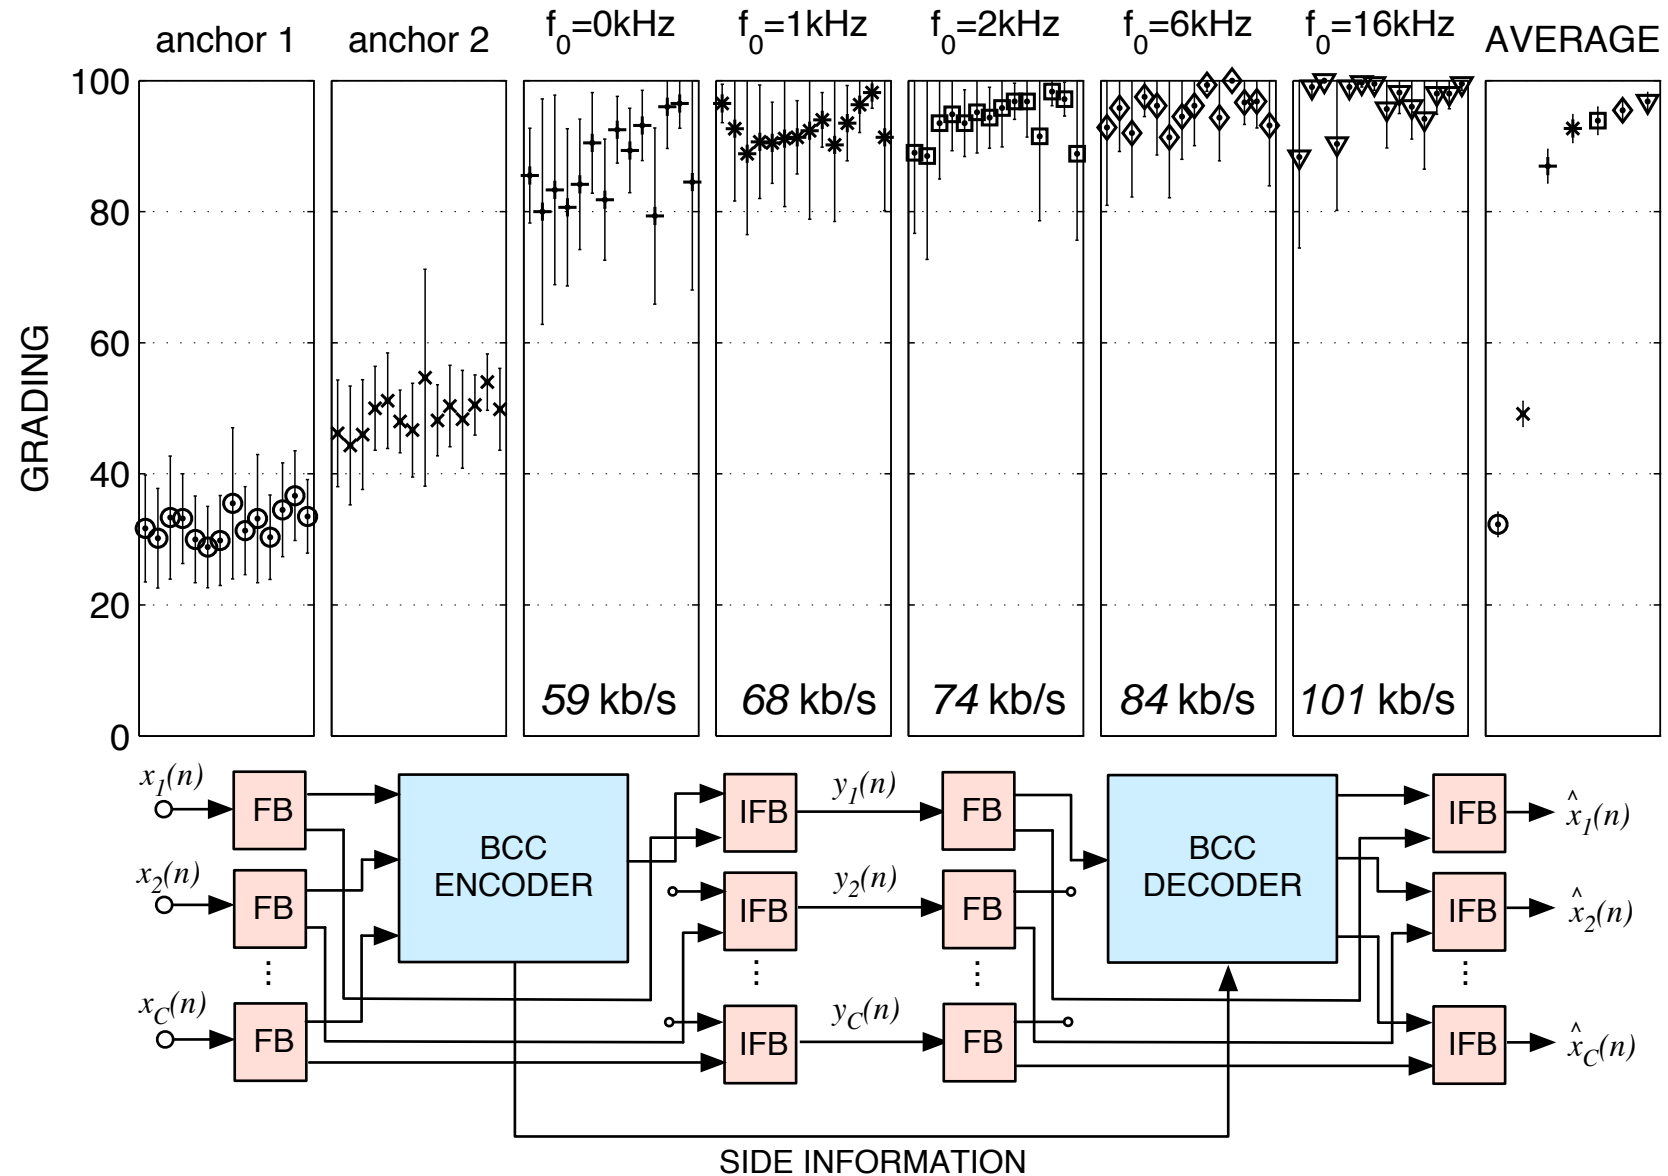 anchor 1
anchor 2
f0=0kHz
f0=1kHz
f0=2kHz
f0=6kHz
f0=16kHz
AVERAGE
GRADING
100
80
60
40
20
0
59 kb/s
68 kb/s
74 kb/s
84 kb/s
101 kb/s
x1(n)
FB
BCC
ENCODER
IFB
y1(n)
FB
BCC
DECODER
IFB
x̂1(n)
x2(n)
FB
IFB
y2(n)
FB
IFB
x̂2(n)
⋮
⋮
⋮
⋮
xC(n)
FB
IFB
yC(n)
FB
IFB
x̂C(n)
SIDE INFORMATION